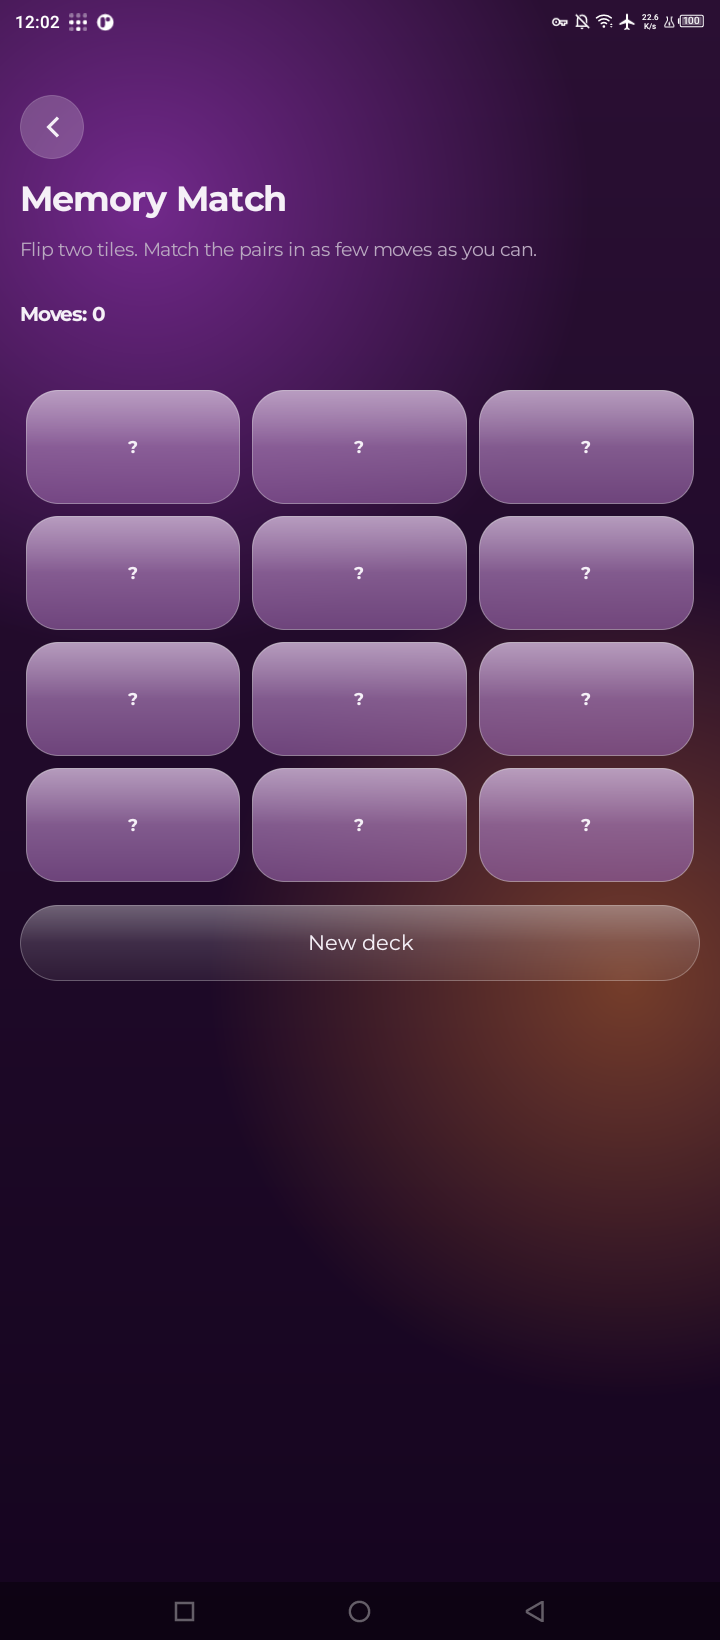 12:02
22.6
K/s
100
Memory Match
Flip two tiles. Match the pairs in as few moves as you can.
Moves: 0
? ? ?
? ? ?
? ? ?
? ? ?
New deck